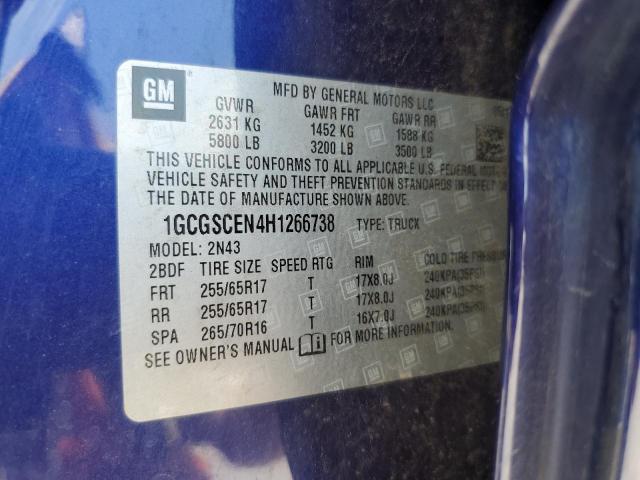 GM
MFD BY GENERAL MOTORS LLC
GVWR GAWR FRT GAWR RR
2631 KG 1452 KG 1588 KG
5800 LB 3200 LB 3500 LB
THIS VEHICLE CONFORMS TO ALL APPLICABLE U.S. FEDERAL
VEHICLE SAFETY AND THEFT PREVENTION STANDARDS IN
THE DATE OF MANUFACTURE SHOWN ABOVE.
1GCGSCEN4H1266738 TYPE: TRUCK
MODEL: 2N43
2BDF TIRE SIZE SPEED RTG RIM COLD TIRE PRESSURE
FRT 255/65R17 T 17X8.0J 240KPA(35PSI)
RR 255/65R17 T 17X8.0J 240KPA(35PSI)
SPA 265/70R16 T 16X7.0J 240KPA(35PSI)
SEE OWNER'S MANUAL FOR MORE INFORMATION